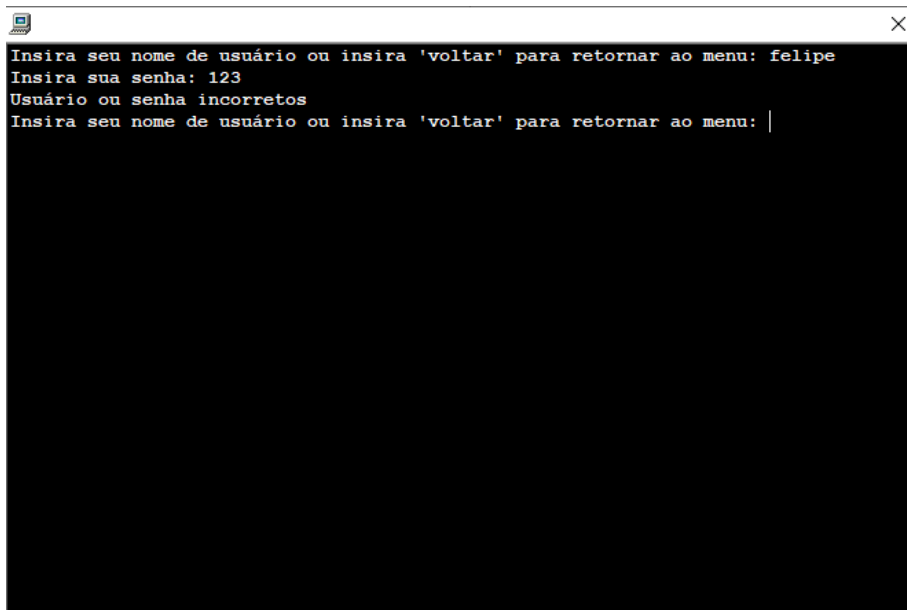 Insira seu nome de usuário ou insira 'voltar' para retornar ao menu: felipe
Insira sua senha: 123
Usuário ou senha incorretos
Insira seu nome de usuário ou insira 'voltar' para retornar ao menu: